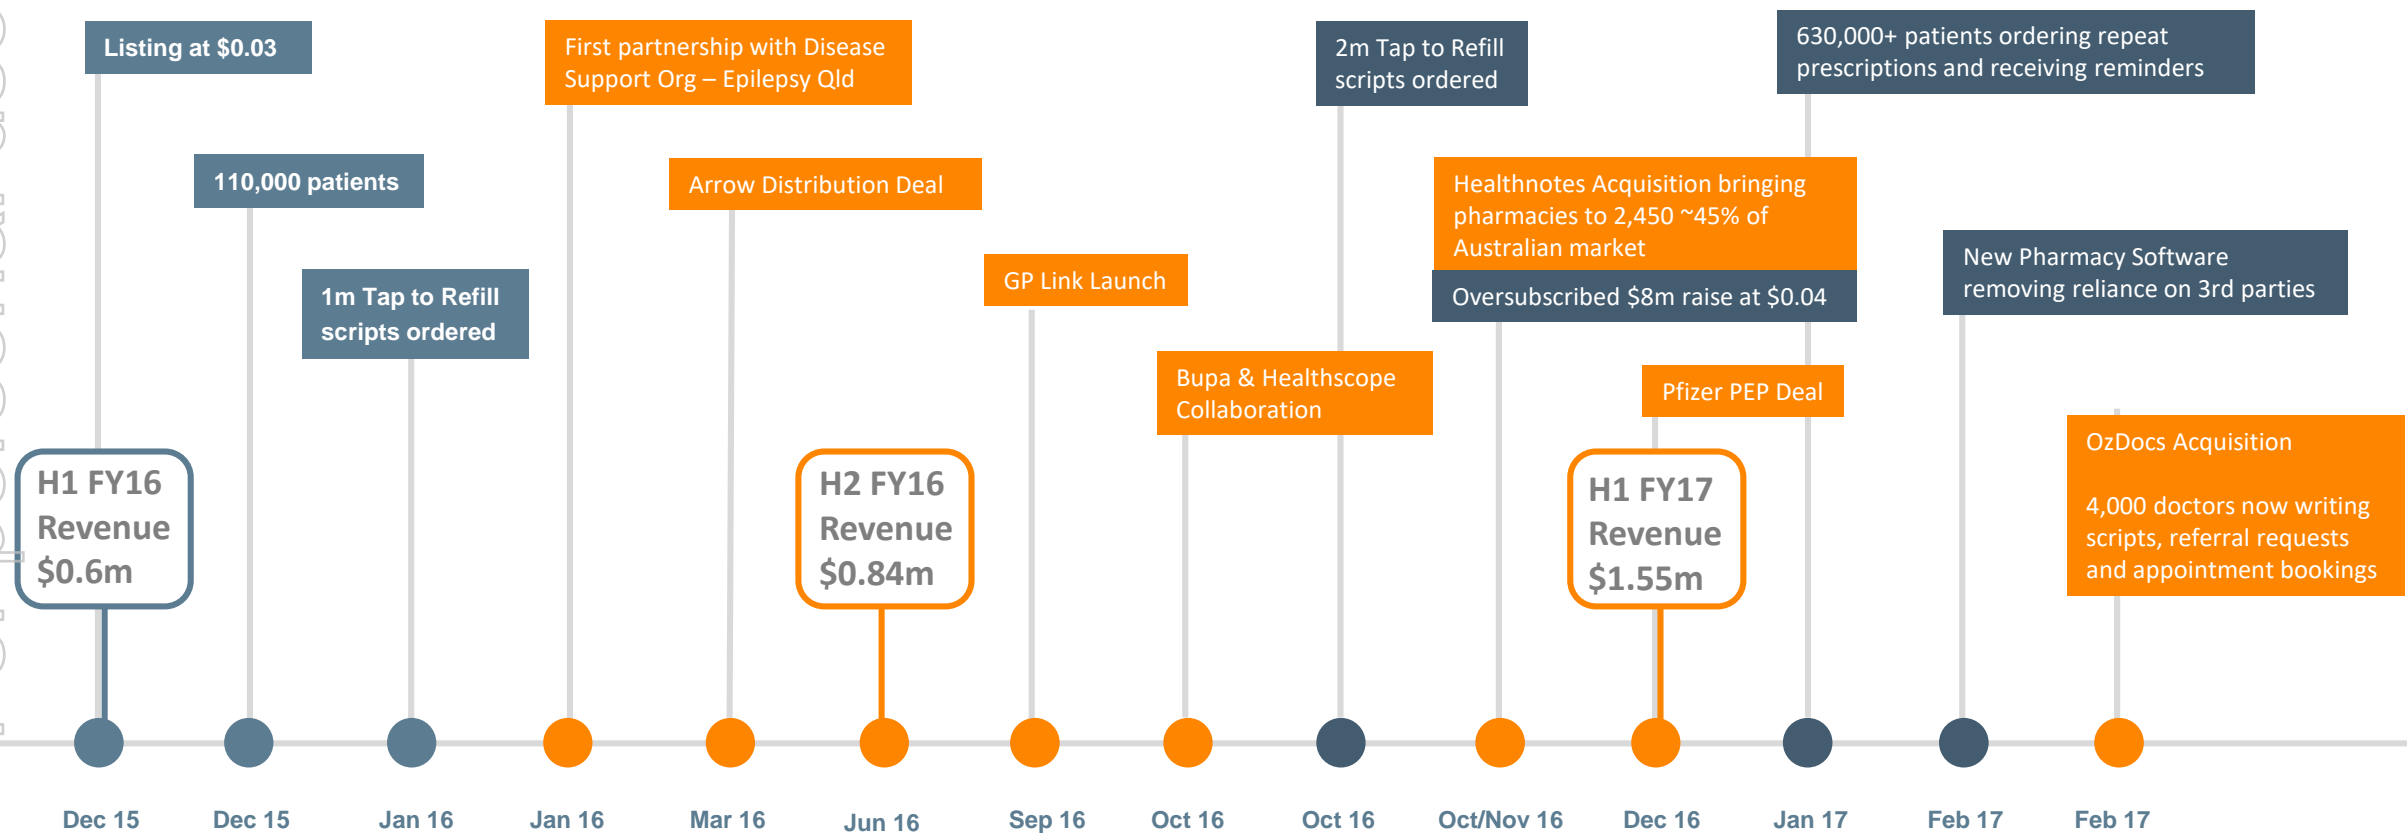 Listing at $0.03
110,000 patients
1m Tap to Refill
scripts ordered
First partnership with Disease
Support Org – Epilepsy Qld
Arrow Distribution Deal
GP Link Launch
Bupa & Healthscope
Collaboration
2m Tap to Refill
scripts ordered
Healthnotes Acquisition bringing
pharmacies to 2,450 ~45% of
Australian market
Oversubscribed $8m raise at $0.04
Pfizer PEP Deal
630,000+ patients ordering repeat
prescriptions and receiving reminders
New Pharmacy Software
removing reliance on 3rd parties
OzDocs Acquisition
4,000 doctors now writing
scripts, referral requests
and appointment bookings
H1 FY16
Revenue
$0.6m
H2 FY16
Revenue
$0.84m
H1 FY17
Revenue
$1.55m
Dec 15
Dec 15
Jan 16
Jan 16
Mar 16
Jun 16
Sep 16
Oct 16
Oct 16
Oct/Nov 16
Dec 16
Jan 17
Feb 17
Feb 17